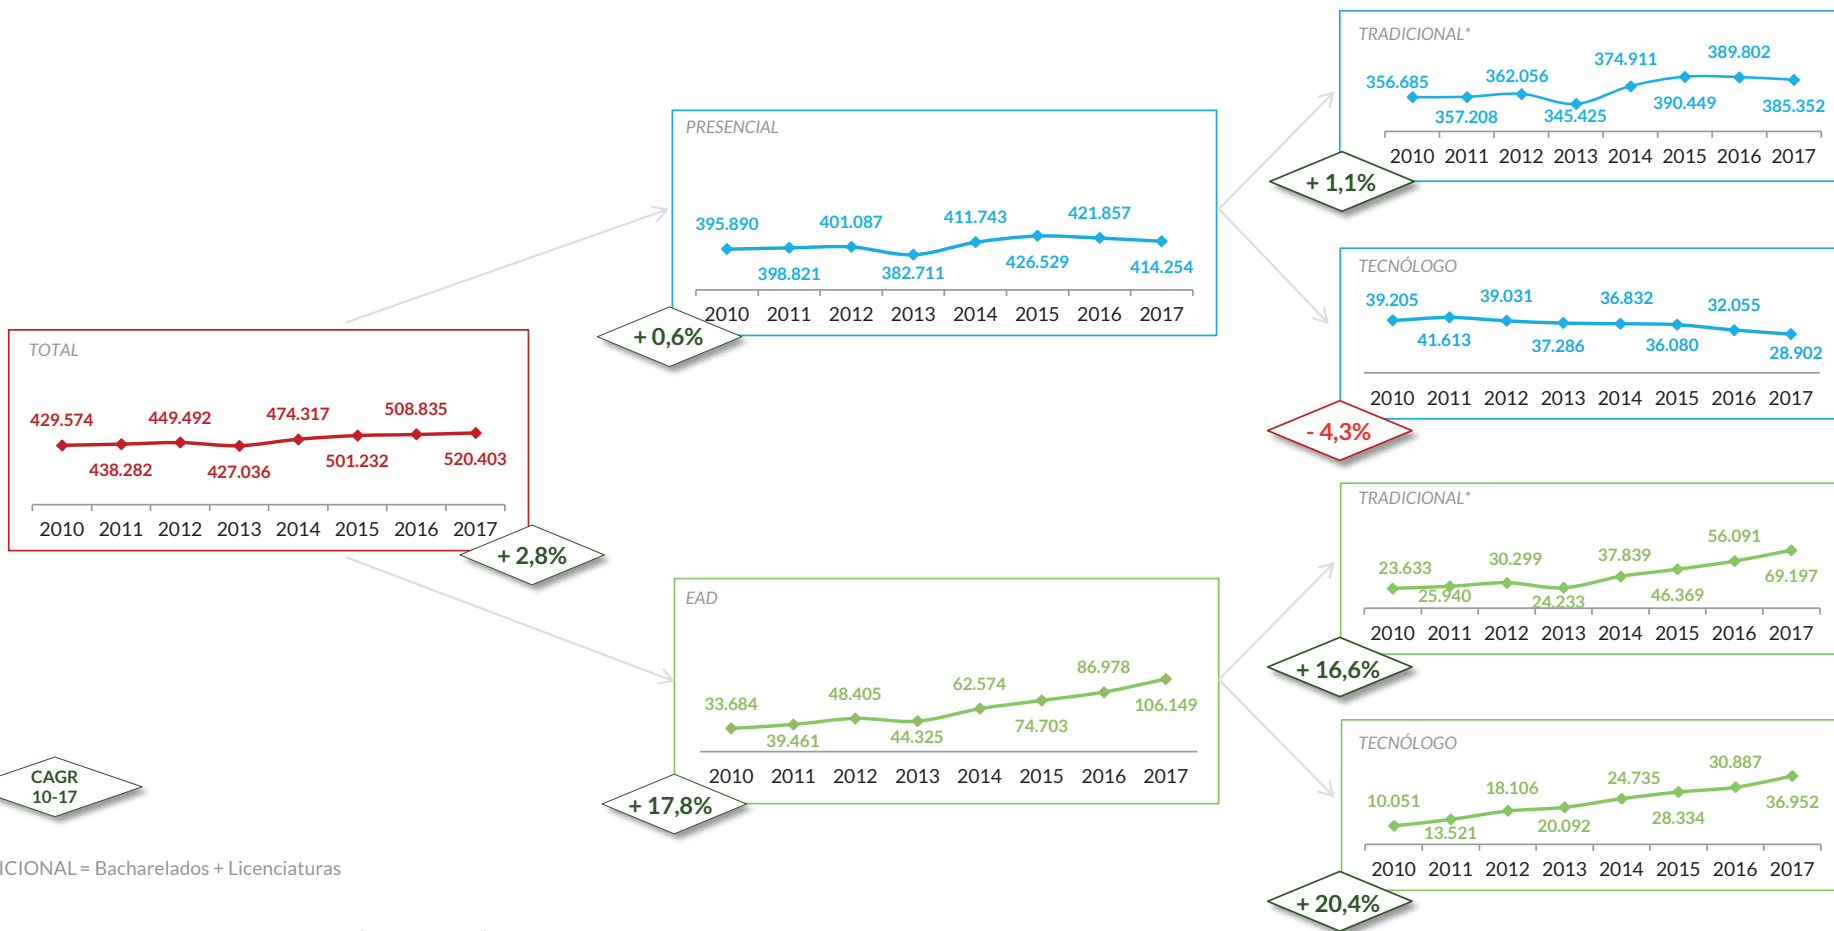 TOTAL
429.574 438.282 449.492 427.036 474.317 501.232 508.835 520.403
2010 2011 2012 2013 2014 2015 2016 2017
+ 2,8%
PRESENCIAL
395.890 398.821 401.087 382.711 411.743 426.529 421.857 414.254
2010 2011 2012 2013 2014 2015 2016 2017
+ 0,6%
TRADICIONAL*
356.685 357.208 362.056 345.425 374.911 390.449 389.802 385.352
2010 2011 2012 2013 2014 2015 2016 2017
+ 1,1%
TECNÓLOGO
39.205 41.613 39.031 37.286 36.832 36.080 32.055 28.902
2010 2011 2012 2013 2014 2015 2016 2017
- 4,3%
EAD
33.684 39.461 48.405 44.325 62.574 74.703 86.978 106.149
2010 2011 2012 2013 2014 2015 2016 2017
+ 17,8%
TRADICIONAL*
23.633 25.940 30.299 24.233 37.839 46.369 56.091 69.197
2010 2011 2012 2013 2014 2015 2016 2017
+ 16,6%
TECNÓLOGO
10.051 13.521 18.106 20.092 24.735 28.334 30.887 36.952
2010 2011 2012 2013 2014 2015 2016 2017
+ 20,4%
CAGR
10-17
ICIONAL = Bacharelados + Licenciaturas